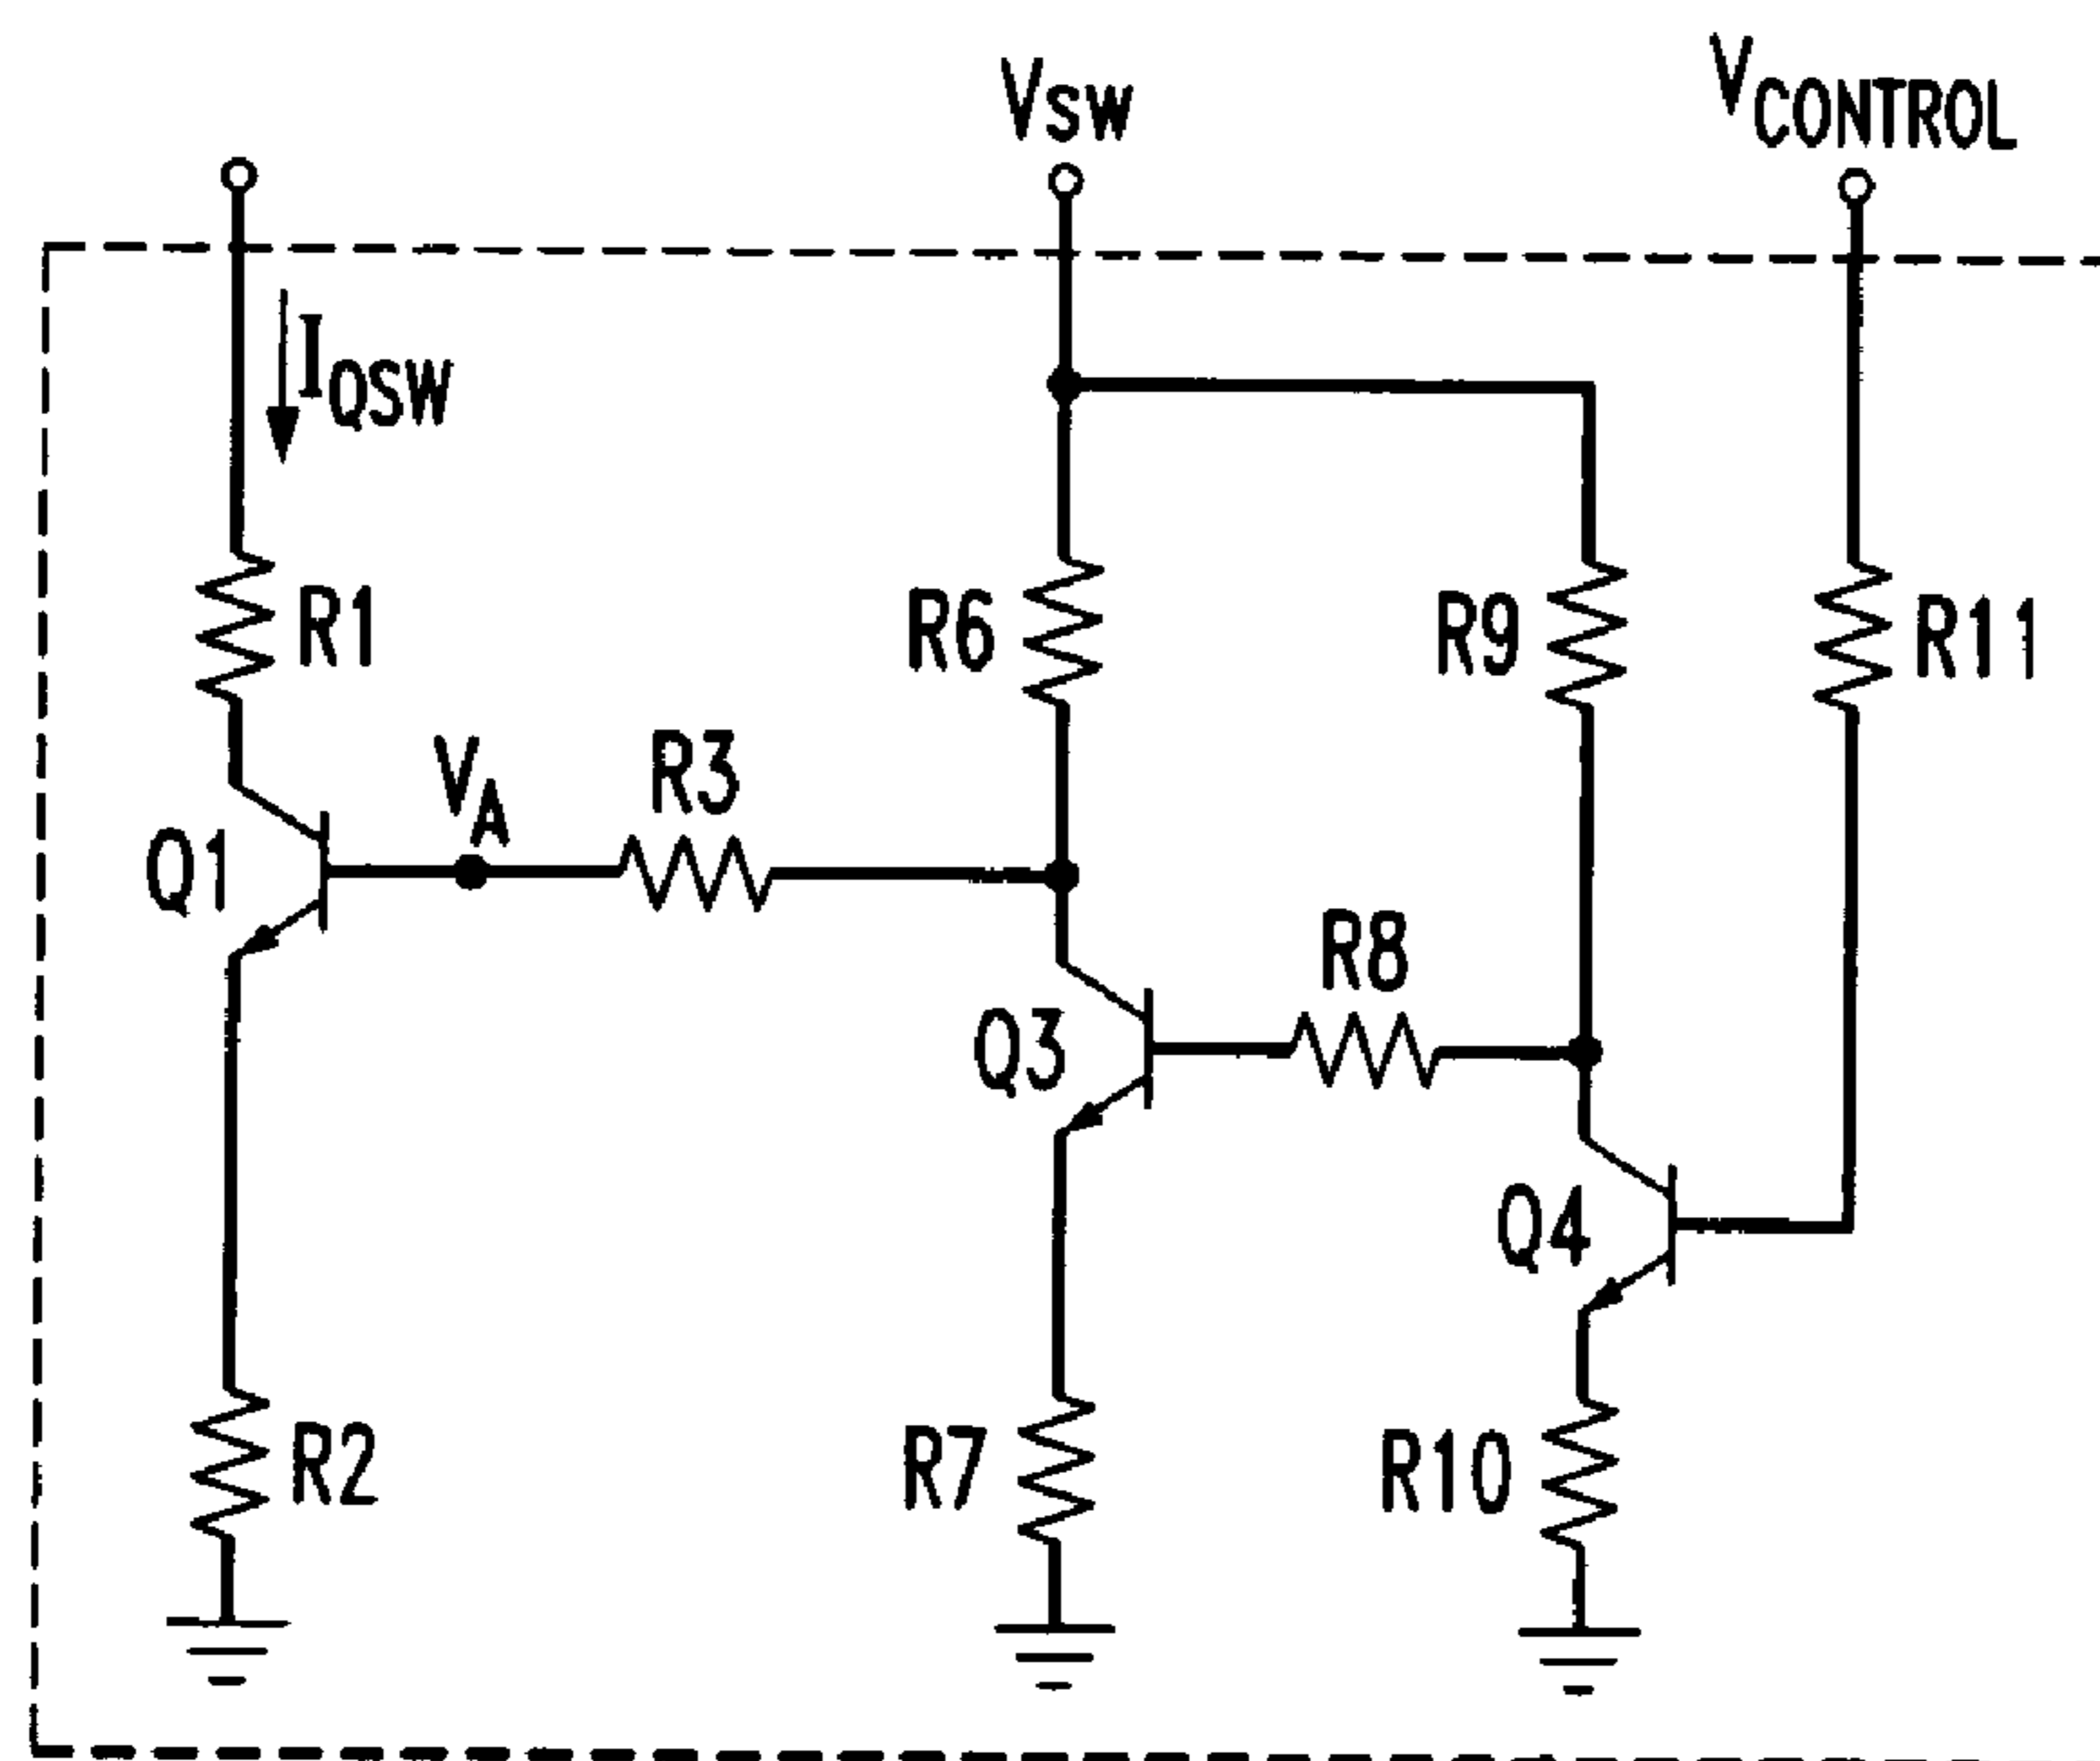 VSW
VCONTROL
IQSW
R1
R6
R9
R11
VA
R3
Q1
R8
Q3
Q4
R2
R7
R10